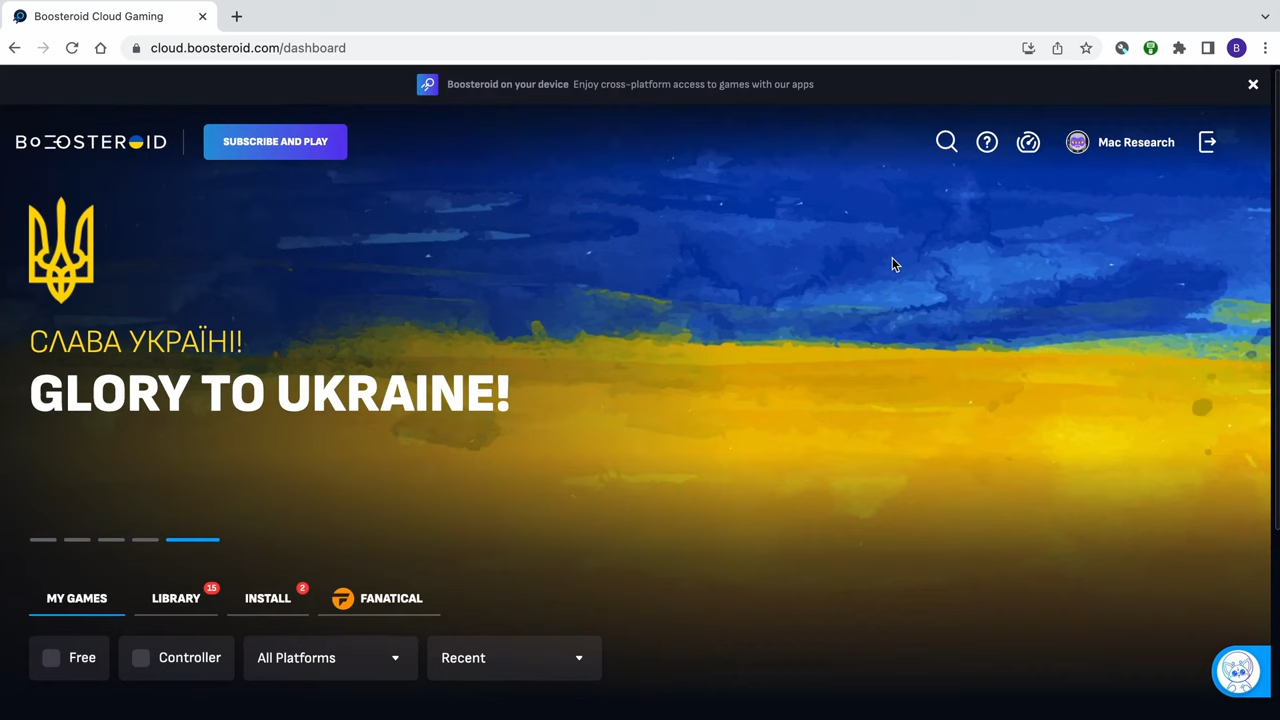 Boosteroid Cloud Gaming
cloud.boosteroid.com/dashboard
B
Boosteroid on your device Enjoy cross-platform access to games with our apps
BOOSTEROID
SUBSCRIBE AND PLAY
Mac Research
СЛАВА УКРАЇНІ!
GLORY TO UKRAINE!
MY GAMES
LIBRARY 15
INSTALL 2
FANATICAL
Free
Controller
All Platforms
Recent